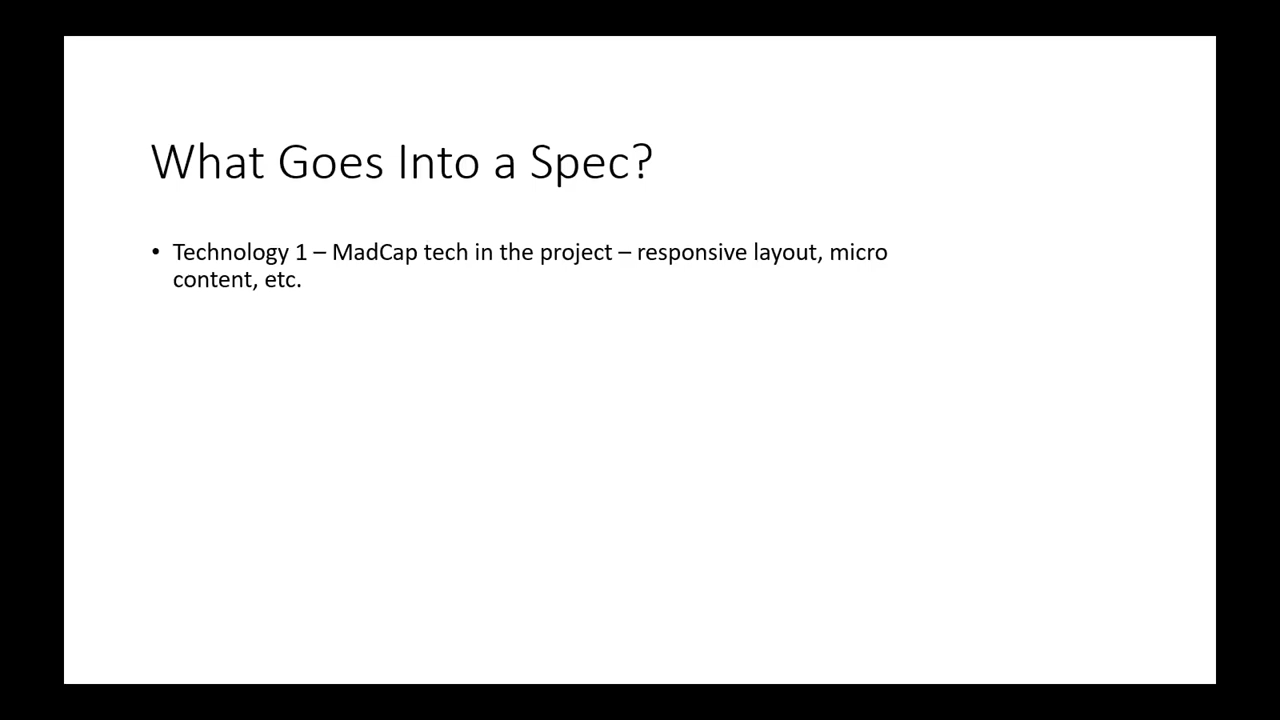 What Goes Into a Spec?
• Technology 1 – MadCap tech in the project – responsive layout, micro
content, etc.